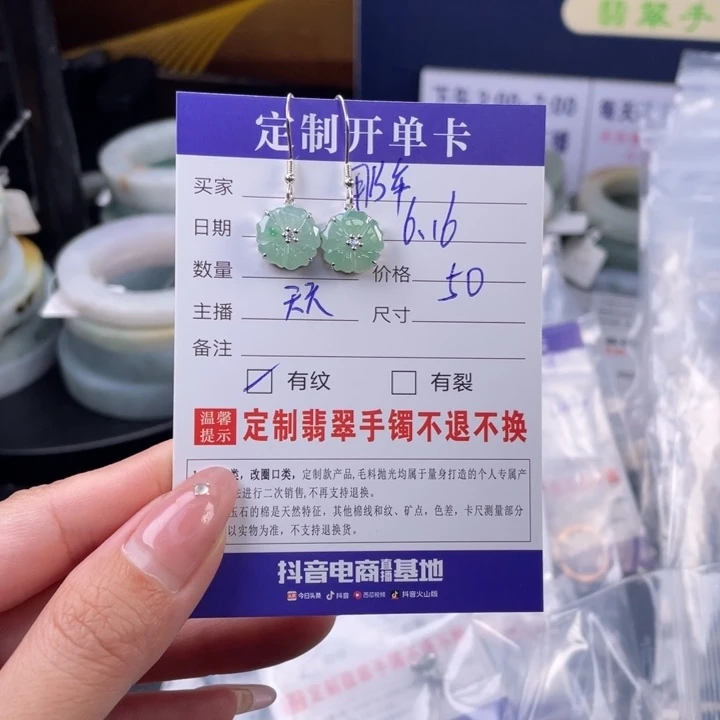 翡翠手
定制开单卡
买家
日期 6.16
数量 价格 50
主播 天天 尺寸
备注
有纹 有裂
温馨提示 定制翡翠手镯不退不换
类，改圈口类，定制款产品,毛料抛光均属于量身打造的个人专属产
进行二次销售,不再支持退换。
玉石的棉是天然特征，其他棉线和纹、矿点，色差，卡尺测量部分
以实物为准，不支持退换货。
抖音电商直播基地
今日头条 抖音 西瓜视频 抖音火山版